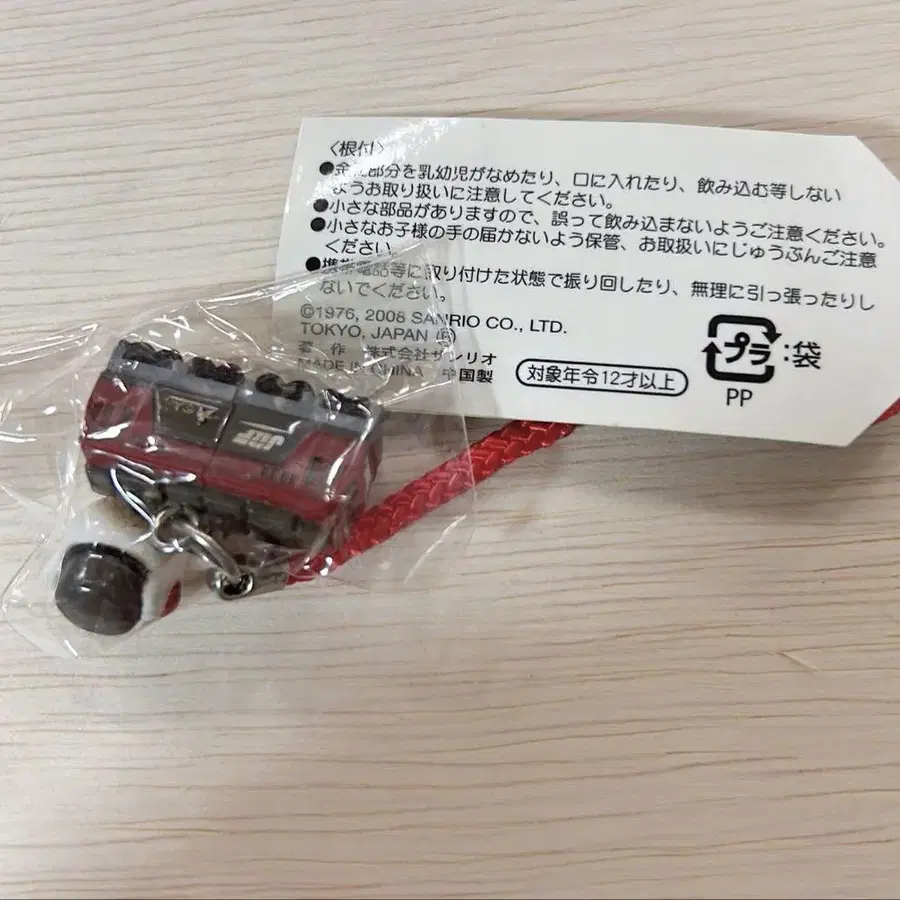 〈根付〉
●金属部分を乳幼児がなめたり、口に入れたり、飲み込む等しない
ようお取り扱いに注意してください。
●小さな部品がありますので、誤って飲み込まないようご注意ください。
●小さなお子様の手の届かないよう保管、お取扱いにじゅうぶんご注意
ください。
●携帯電話等に取り付けた状態で振り回したり、無理に引っ張ったりし
ないでください。
©1976, 2008 SANRIO CO., LTD.
TOKYO, JAPAN Ⓡ
著 作 株式会社サンリオ
MADE IN CHINA 中国製
対象年令12才以上
プラ:袋
PP